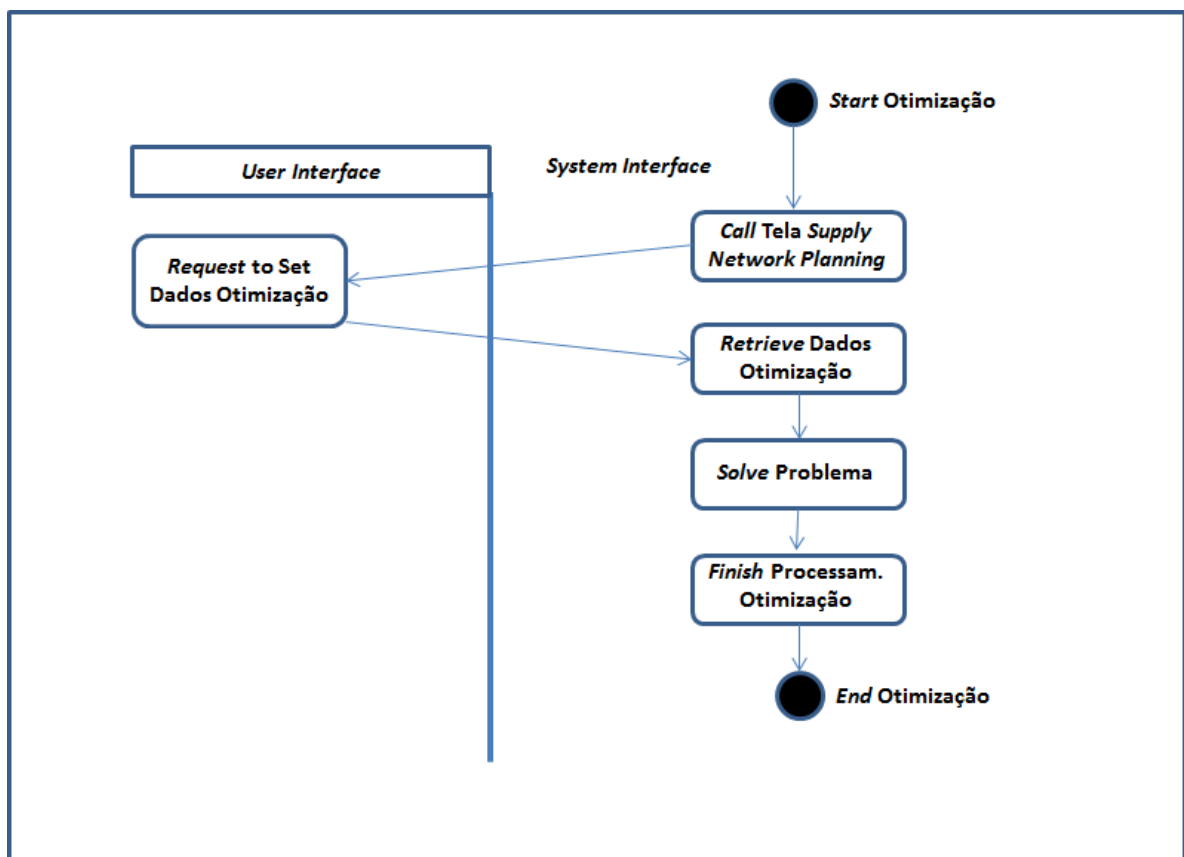 Start Otimização
User Interface
System Interface
Call Tela Supply
Network Planning
Request to Set
Dados Otimização
Retrieve Dados
Otimização
Solve Problema
Finish Processam.
Otimização
End Otimização